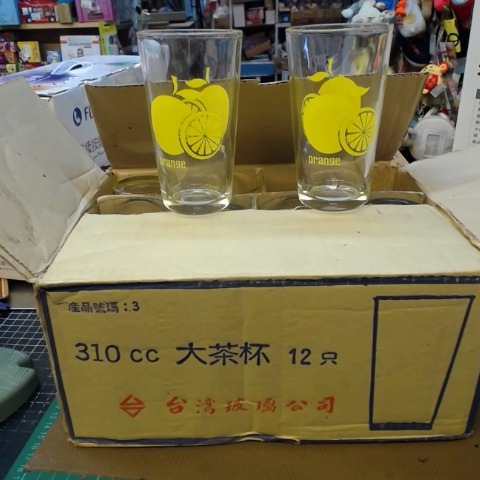 orange
orange
產品號碼：3
310 cc 大茶杯 12 只
台湾玻璃公司